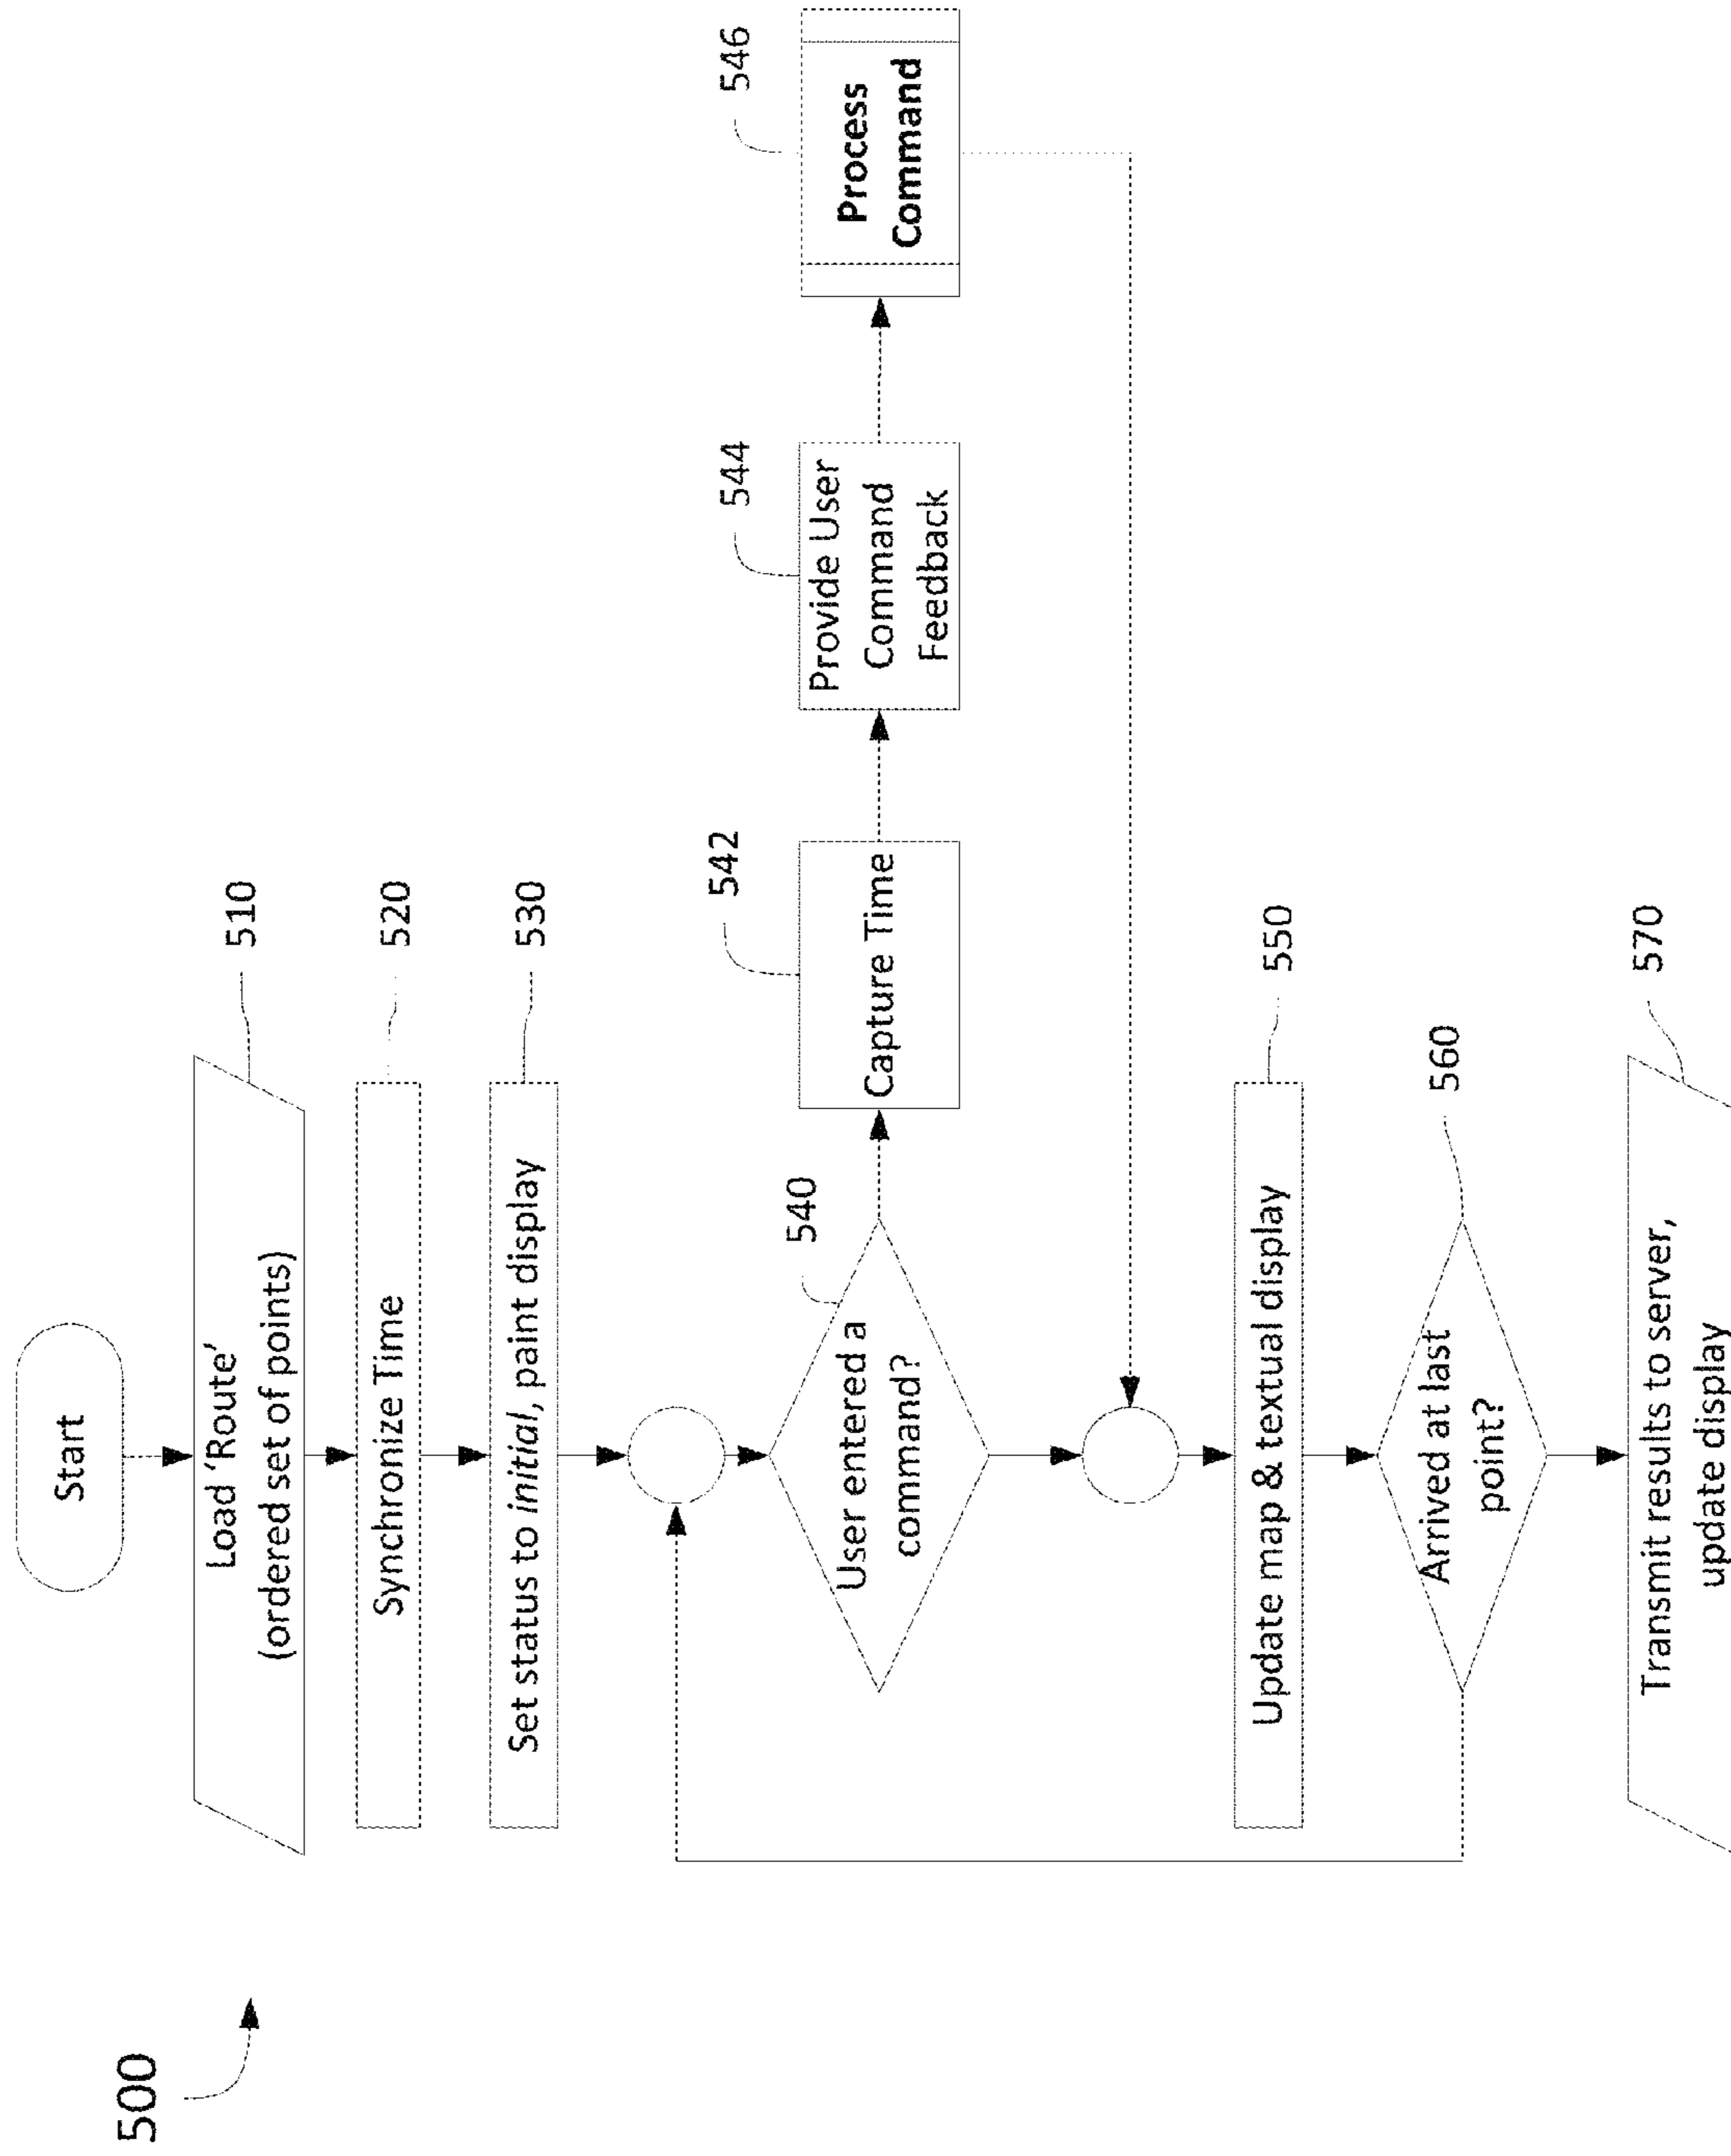 500
Start
Load ‘Route’
(ordered set of points)
510
Synchronize Time
520
Set status to initial, paint display
530
User entered a
command?
540
Capture Time
542
Provide User
Command
Feedback
544
Process
Command
546
Update map & textual display
550
Arrived at last
point?
560
Transmit results to server,
update display
570